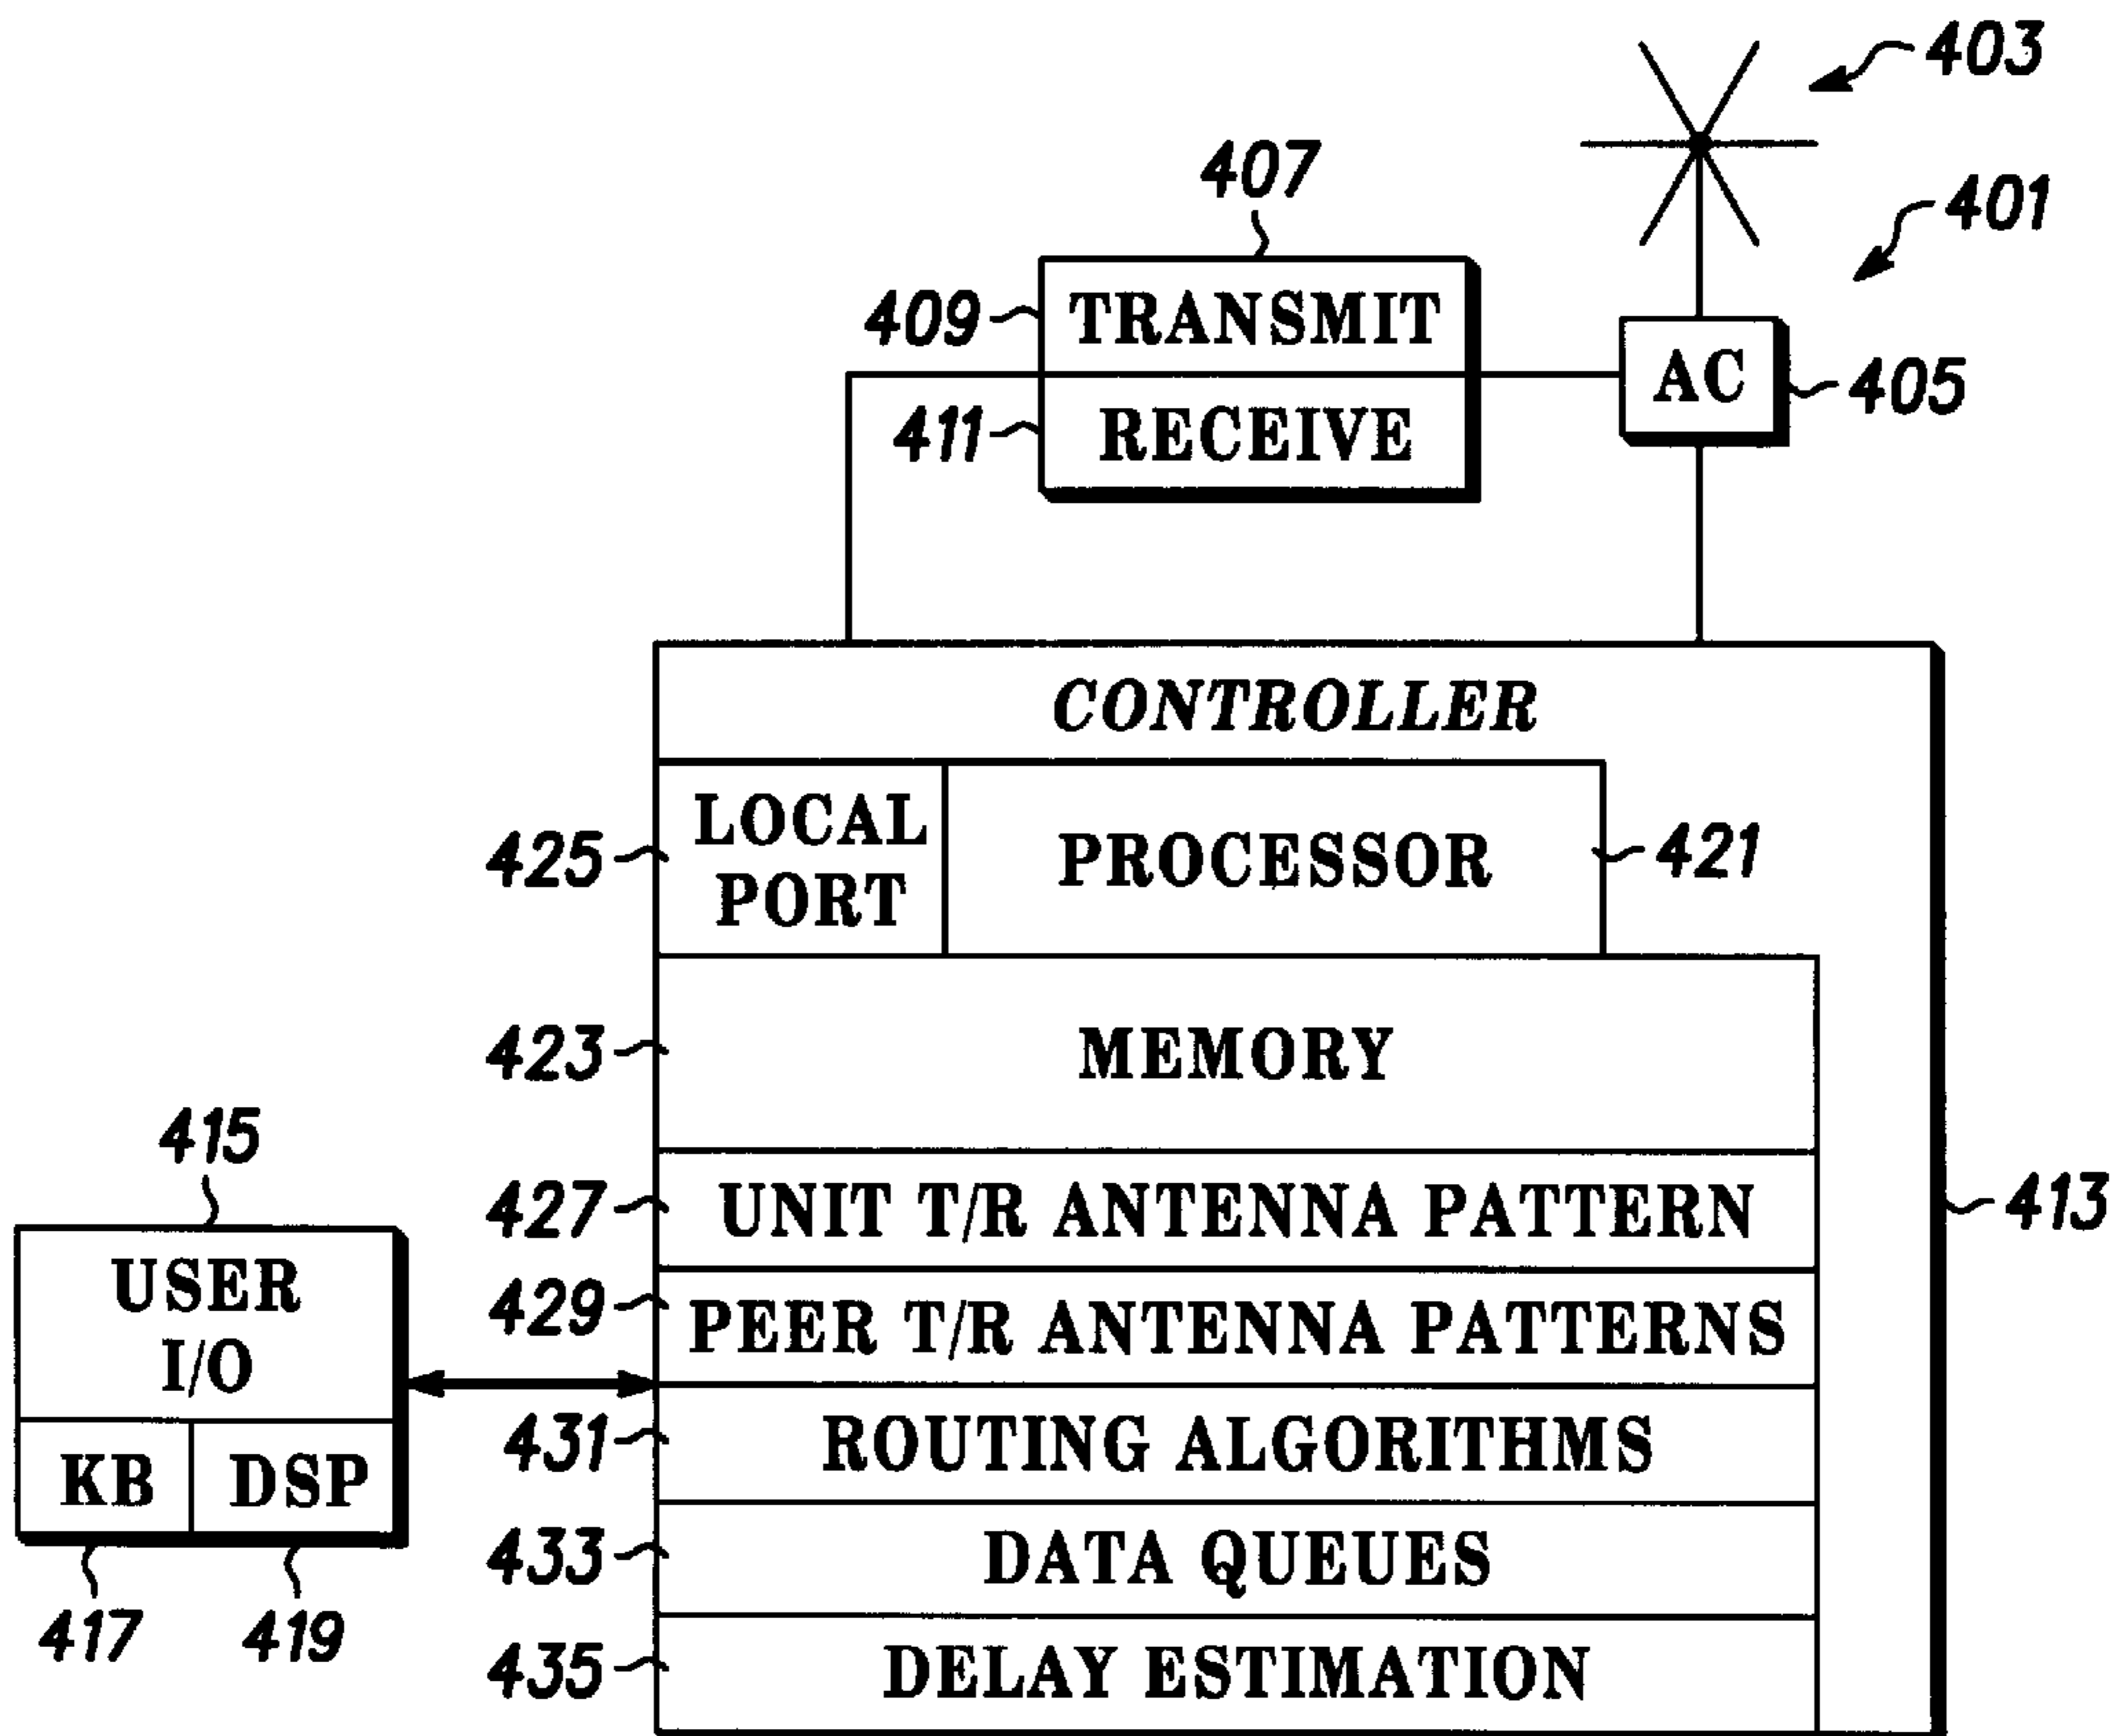 403
407
401
409
TRANSMIT
AC
405
411
RECEIVE
CONTROLLER
425
LOCAL
PORT
PROCESSOR
421
423
MEMORY
415
427
UNIT T/R ANTENNA PATTERN
413
USER
I/O
429
PEER T/R ANTENNA PATTERNS
431
ROUTING ALGORITHMS
KB
DSP
433
DATA QUEUES
417
419
435
DELAY ESTIMATION